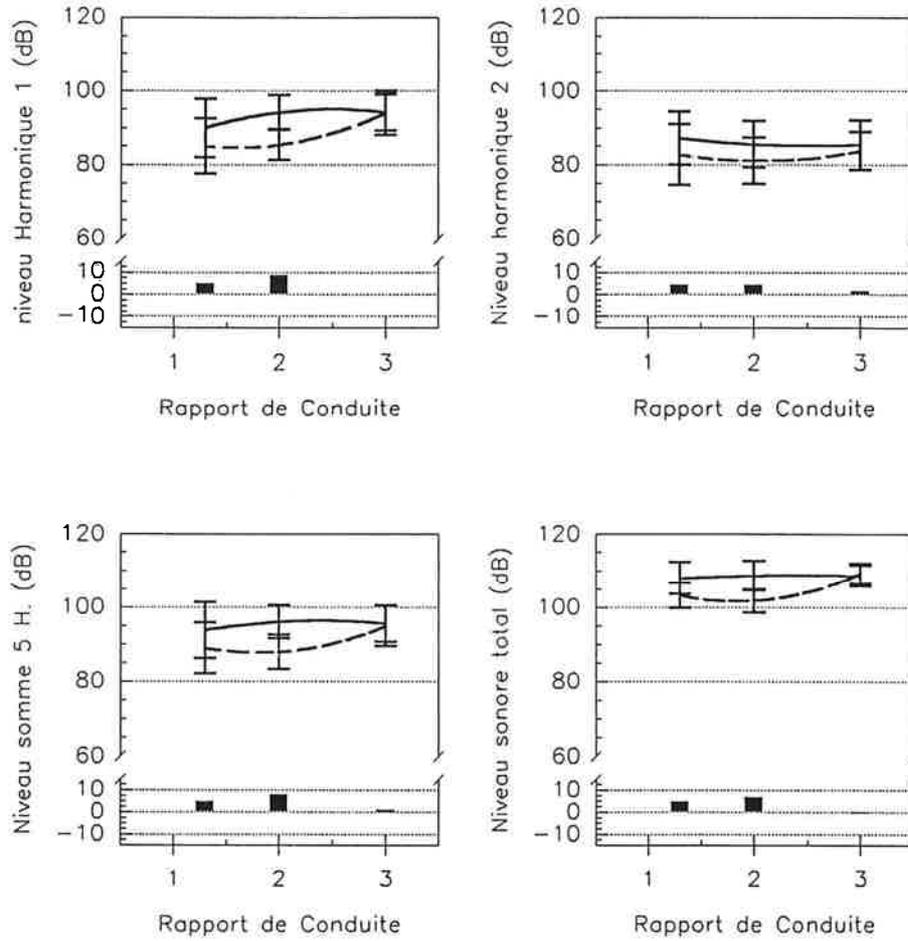 niveau Harmonique 1 (dB)
120
100
80
60
10
0
-10
1 2 3
Rapport de Conduite
Niveau harmonique 2 (dB)
120
100
80
60
10
0
-10
1 2 3
Rapport de Conduite
Niveau somme 5 H. (dB)
120
100
80
60
10
0
-10
1 2 3
Rapport de Conduite
Niveau sonore total (dB)
120
100
80
60
10
0
-10
1 2 3
Rapport de Conduite